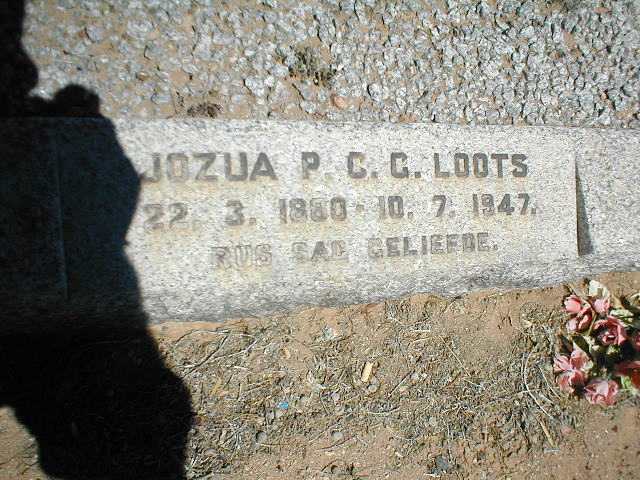 JOZUA P. C. G. LOOTS
22. 3. 1880 - 10. 7. 1947.
RUS SAG GELIEFDE.